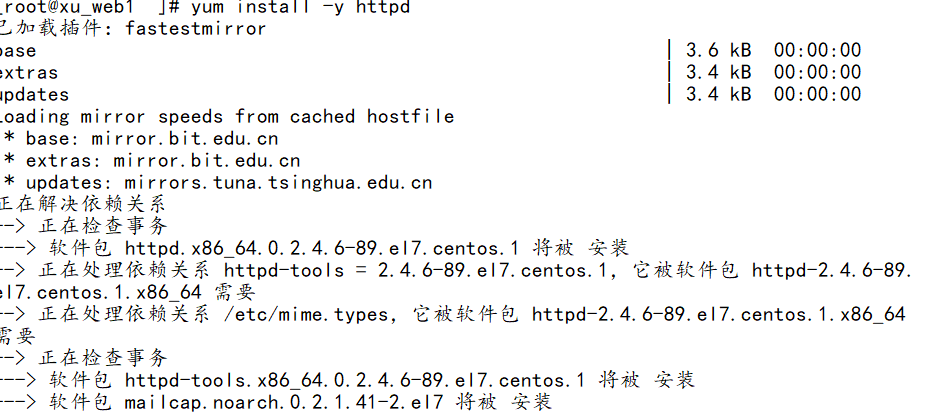 _root@xu_web1 _]# yum install -y httpd
已加载插件：fastestmirror
base | 3.6 kB 00:00:00
extras | 3.4 kB 00:00:00
updates | 3.4 kB 00:00:00
Loading mirror speeds from cached hostfile
* base: mirror.bit.edu.cn
* extras: mirror.bit.edu.cn
* updates: mirrors.tuna.tsinghua.edu.cn
正在解决依赖关系
--> 正在检查事务
---> 软件包 httpd.x86_64.0.2.4.6-89.el7.centos.1 将被 安装
--> 正在处理依赖关系 httpd-tools = 2.4.6-89.el7.centos.1，它被软件包 httpd-2.4.6-89.
el7.centos.1.x86_64 需要
--> 正在处理依赖关系 /etc/mime.types，它被软件包 httpd-2.4.6-89.el7.centos.1.x86_64
需要
--> 正在检查事务
---> 软件包 httpd-tools.x86_64.0.2.4.6-89.el7.centos.1 将被 安装
---> 软件包 mailcap.noarch.0.2.1.41-2.el7 将被 安装